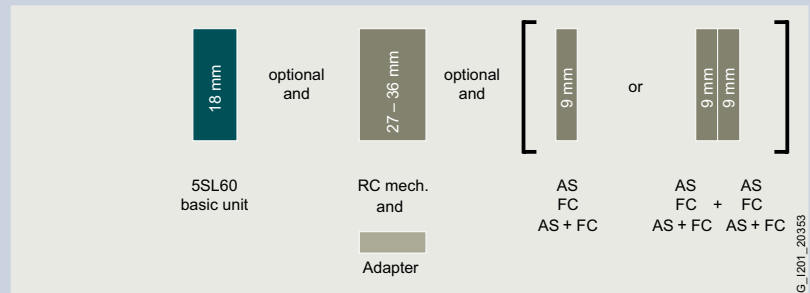 18 mm
optional
and
27 – 36 mm
optional
and
9 mm
or
9 mm
9 mm
5SL60
basic unit
RC mech.
and
Adapter
AS
FC
AS + FC
AS AS
FC + FC
AS + FC AS + FC
G_I201_20353